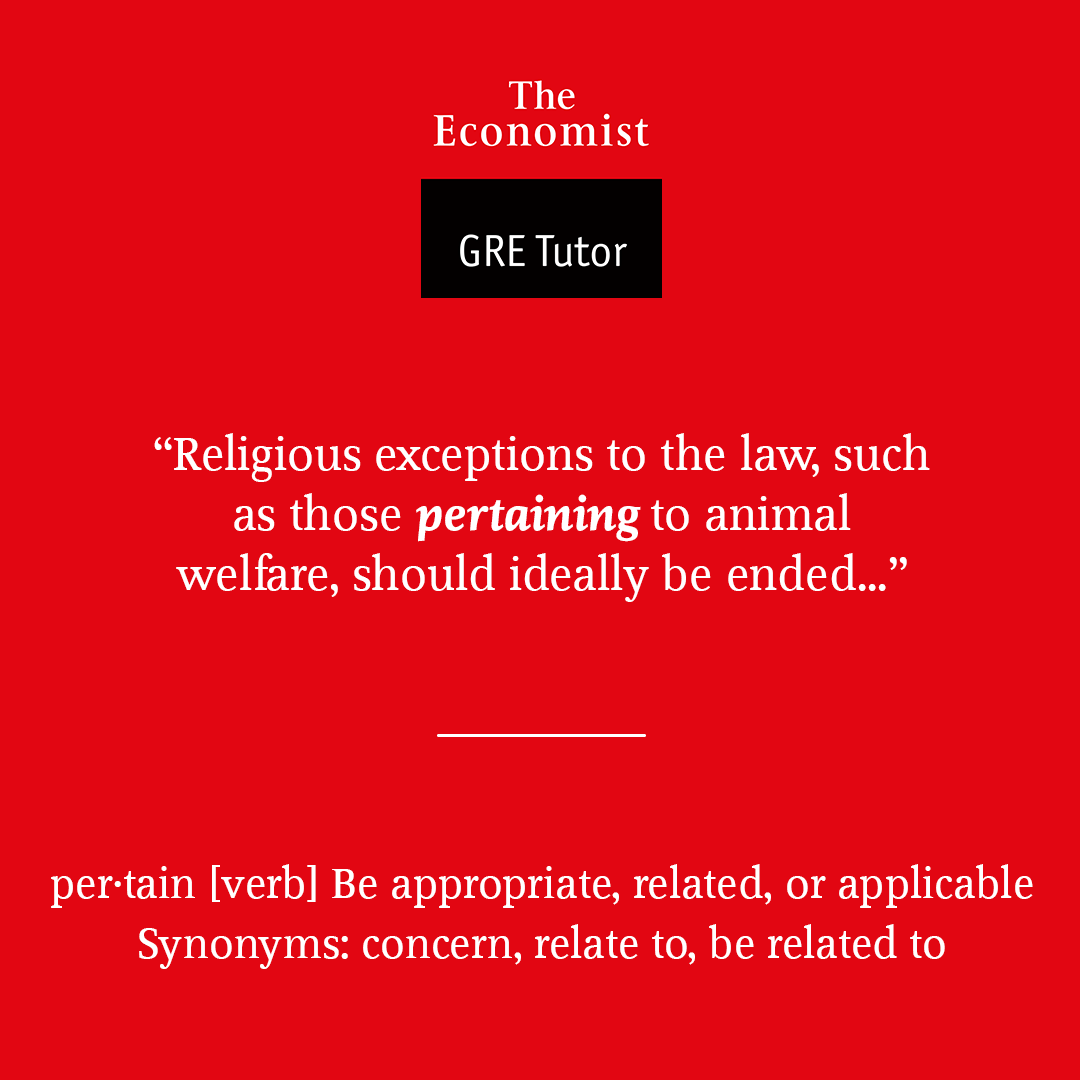 The
Economist
GRE Tutor
“Religious exceptions to the law, such
as those pertaining to animal
welfare, should ideally be ended...”
per·tain [verb] Be appropriate, related, or applicable
Synonyms: concern, relate to, be related to